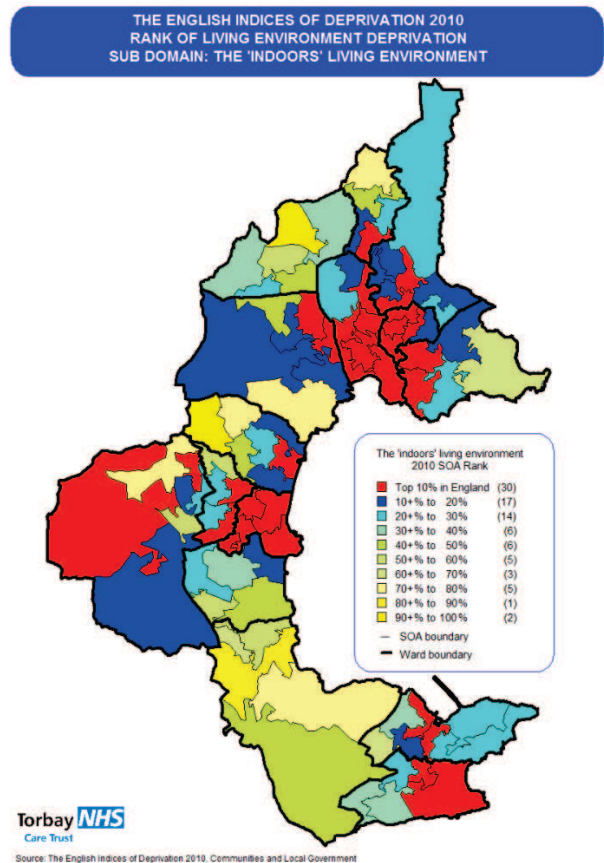 THE ENGLISH INDICES OF DEPRIVATION 2010
RANK OF LIVING ENVIRONMENT DEPRIVATION
SUB DOMAIN: THE 'INDOORS' LIVING ENVIRONMENT
The 'indoors' living environment
2010 SOA Rank
Top 10% in England (30)
10+% to 20% (17)
20+% to 30% (14)
30+% to 40% (6)
40+% to 50% (6)
50+% to 60% (5)
60+% to 70% (3)
70+% to 80% (5)
80+% to 90% (1)
90+% to 100% (2)
SOA boundary
Ward boundary
Torbay NHS
Care Trust
Source: The English Indices of Deprivation 2010, Communities and Local Government